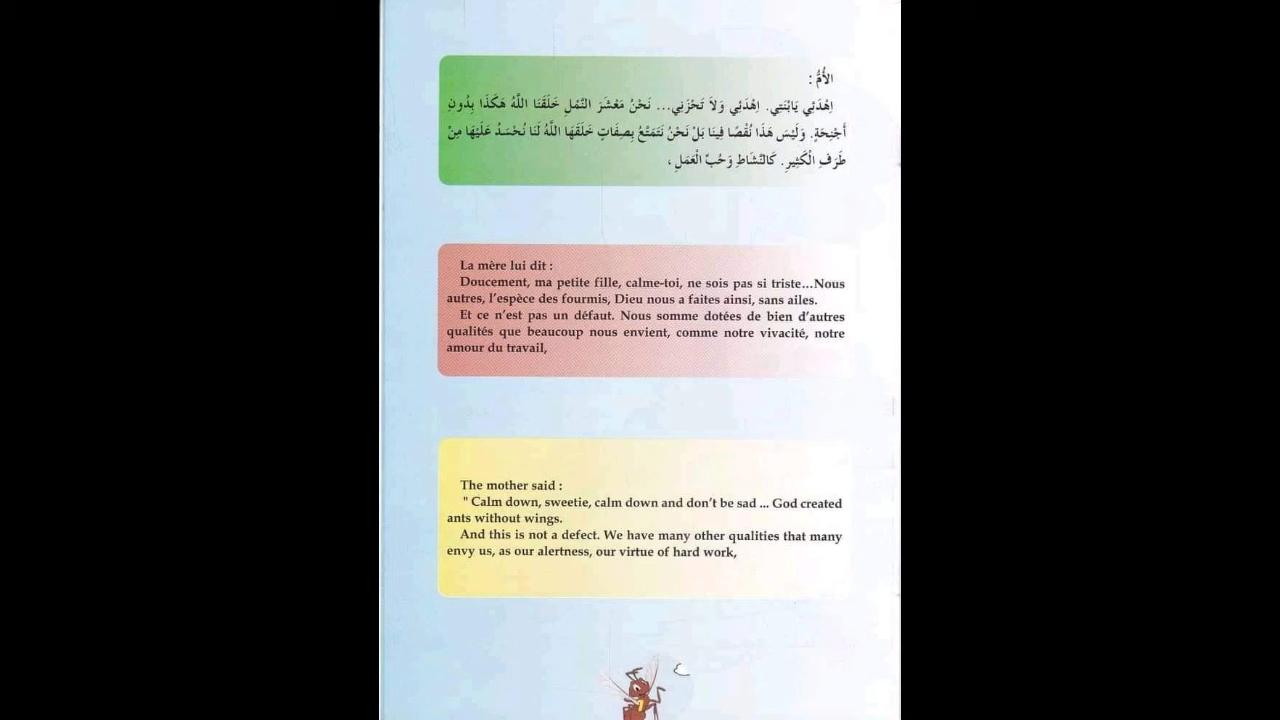 الأُمُّ :
اِهْدَئِي يَابْنَتِي. اِهْدَئِي وَلاَ تَحْزَنِي... نَحْنُ مَعْشَرَ النَّمْلِ خَلَقَنَا اللَّهُ هَكَذَا بِدُونِ
أَجْنِحَةٍ. وَلَيْسَ هَذَا نُقْصًا فِينَا بَلْ نَحْنُ نَتَمَتَّعُ بِصِفَاتٍ خَلَقَهَا اللَّهُ لَنَا نُحْسَدُ عَلَيْهَا مِنْ
طَرَفِ الْكَثِيرِ. كَالنَّشَاطِ وَحُبِّ الْعَمَلِ ،
La mère lui dit :
Doucement, ma petite fille, calme-toi, ne sois pas si triste...Nous
autres, l'espèce des fourmis, Dieu nous a faites ainsi, sans ailes.
Et ce n'est pas un défaut. Nous somme dotées de bien d'autres
qualités que beaucoup nous envient, comme notre vivacité, notre
amour du travail,
The mother said :
" Calm down, sweetie, calm down and don't be sad ... God created
ants without wings.
And this is not a defect. We have many other qualities that many
envy us, as our alertness, our virtue of hard work,